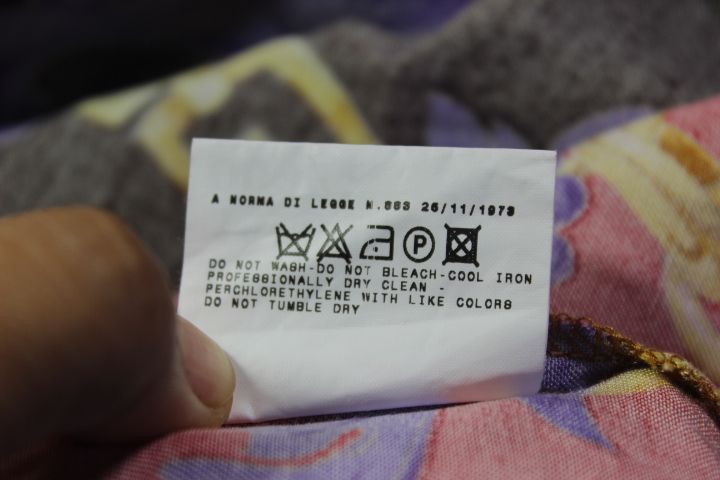 A NORMA DI LEGGE N.883 26/11/1973
P
DO NOT WASH-DO NOT BLEACH-COOL IRON
PROFESSIONALLY DRY CLEAN -
PERCHLORETHYLENE WITH LIKE COLORS
DO NOT TUMBLE DRY